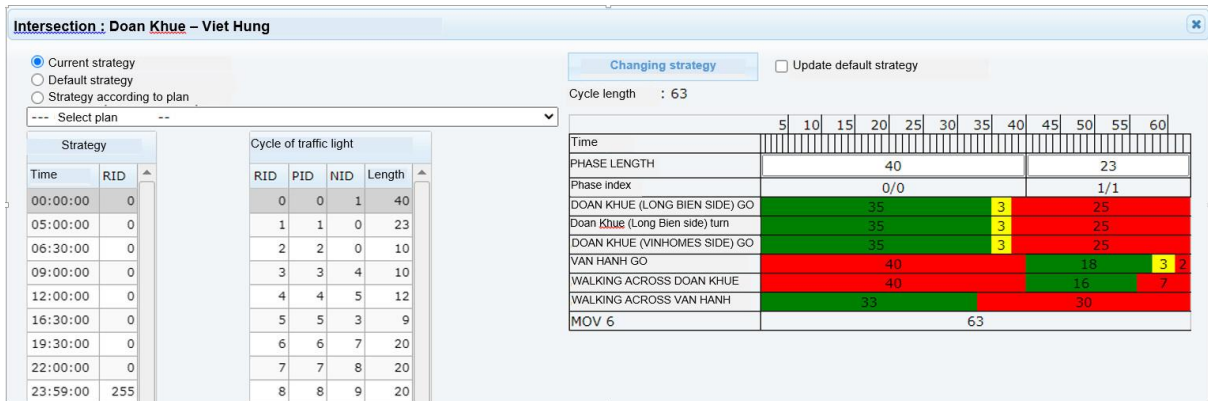 Intersection : Doan Khue – Viet Hung
Current strategy
Default strategy
Strategy according to plan
--- Select plan --
Strategy
Time RID
00:00:00 0
05:00:00 0
06:30:00 0
09:00:00 0
12:00:00 0
16:30:00 0
19:30:00 0
22:00:00 0
23:59:00 255
Cycle of traffic light
RID PID NID Length
0 0 1 40
1 1 0 23
2 2 0 10
3 3 4 10
4 4 5 12
5 5 3 9
6 6 7 20
7 7 8 20
8 8 9 20
Changing strategy
Update default strategy
Cycle length : 63
5 10 15 20 25 30 35 40 45 50 55 60
Time
PHASE LENGTH 40 23
Phase index 0/0 1/1
DOAN KHUE (LONG BIEN SIDE) GO 35 3 25
Doan Khue (Long Bien side) turn 35 3 25
DOAN KHUE (VINHOMES SIDE) GO 35 3 25
VAN HANH GO 40 18 3 2
WALKING ACROSS DOAN KHUE 40 16 7
WALKING ACROSS VAN HANH 33 30
MOV 6 63